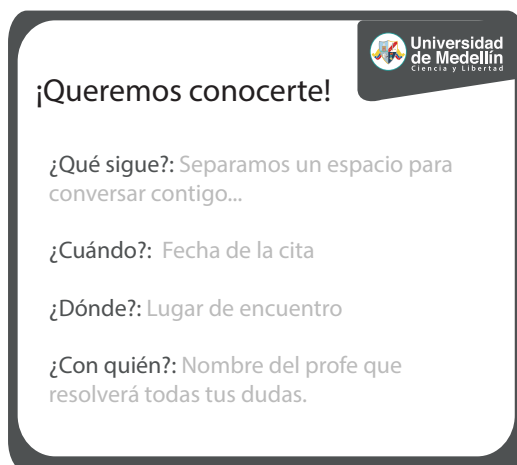 Universidad
de Medellín
Ciencia y Libertad
¡Queremos conocerte!
¿Qué sigue?: Separamos un espacio para
conversar contigo...
¿Cuándo?: Fecha de la cita
¿Dónde?: Lugar de encuentro
¿Con quién?: Nombre del profe que
resolverá todas tus dudas.